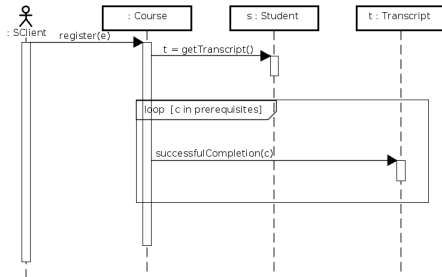 : SClient
: Course
s : Student
t : Transcript
register(e)
t = getTranscript()
loop [c in prerequisites]
successfulCompletion(c)